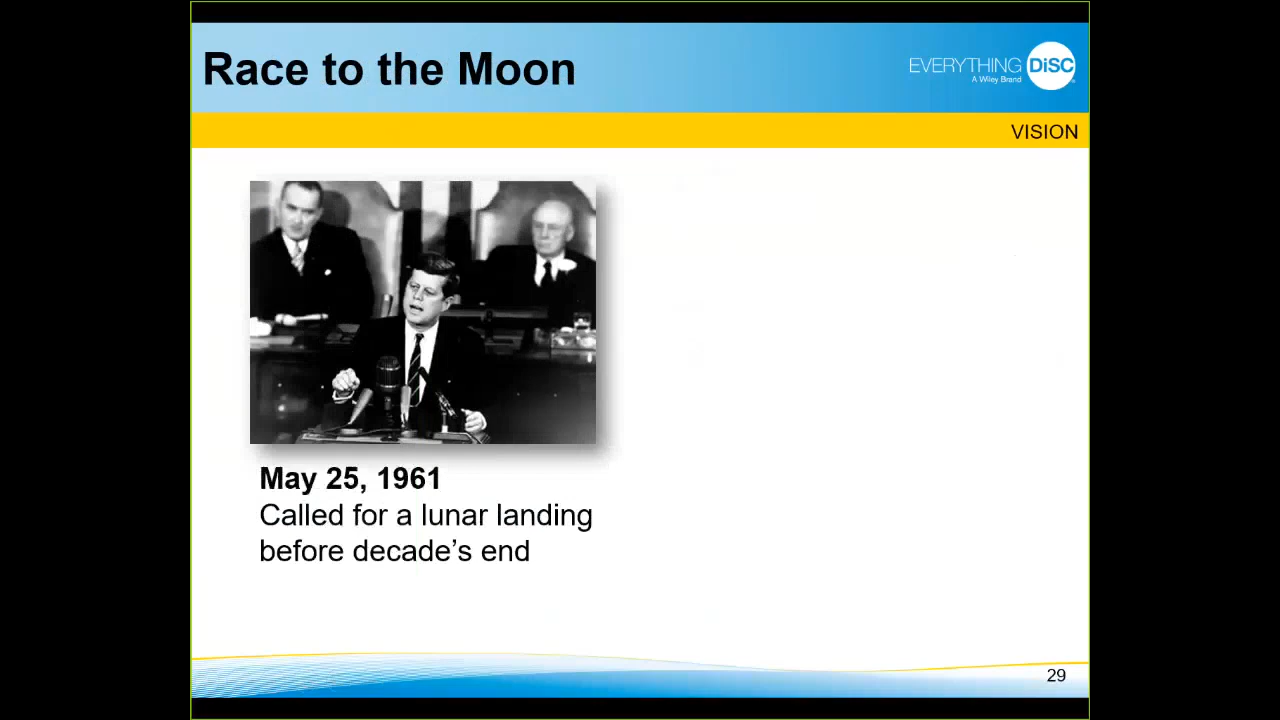 Race to the Moon
EVERYTHING DiSC
A Wiley Brand
VISION
May 25, 1961
Called for a lunar landing
before decade's end
29